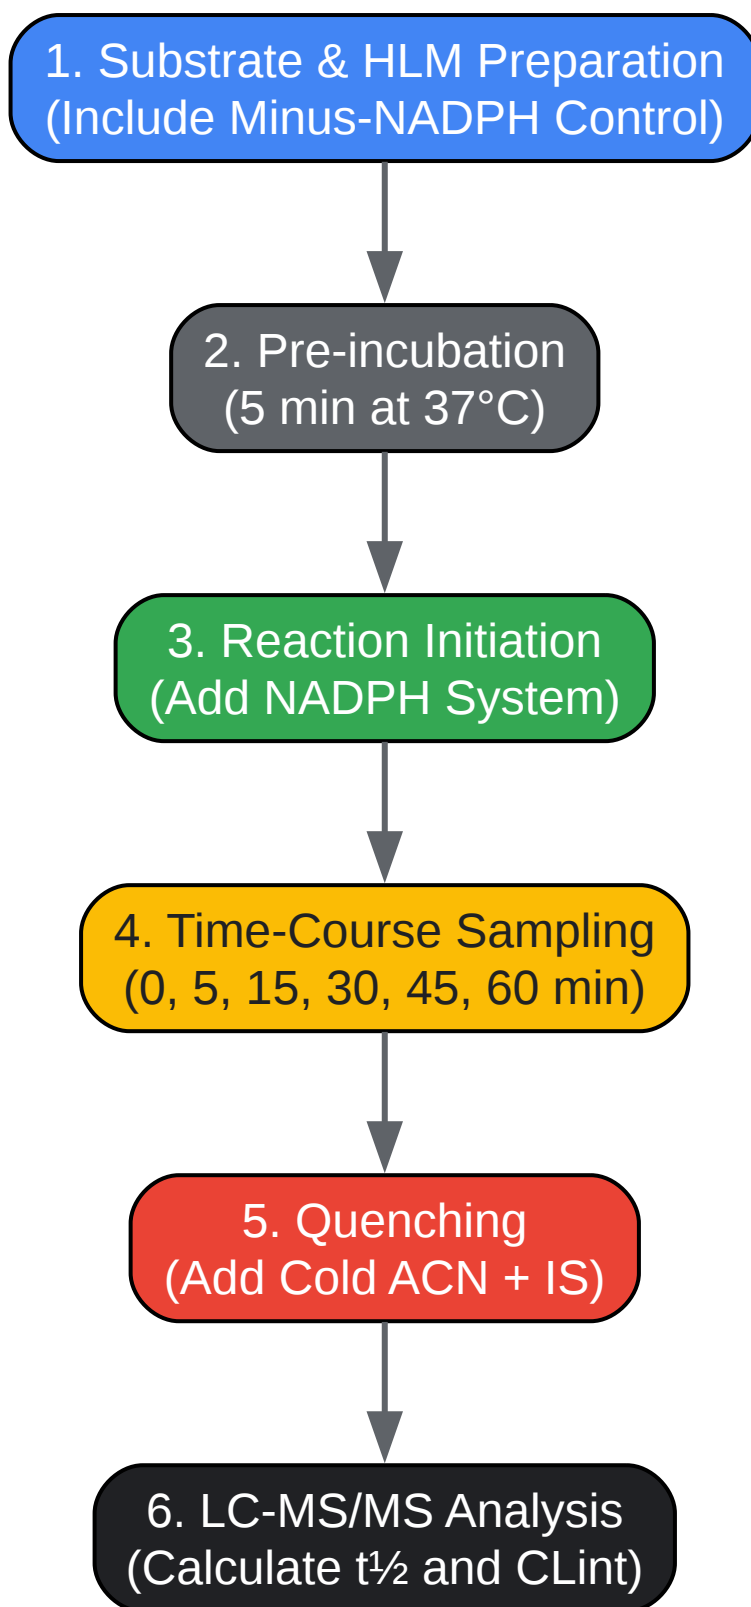 1. Substrate & HLM Preparation
(Include Minus-NADPH Control)
2. Pre-incubation
(5 min at 37°C)
3. Reaction Initiation
(Add NADPH System)
4. Time-Course Sampling
(0, 5, 15, 30, 45, 60 min)
5. Quenching
(Add Cold ACN + IS)
6. LC-MS/MS Analysis
(Calculate t½ and CLint)